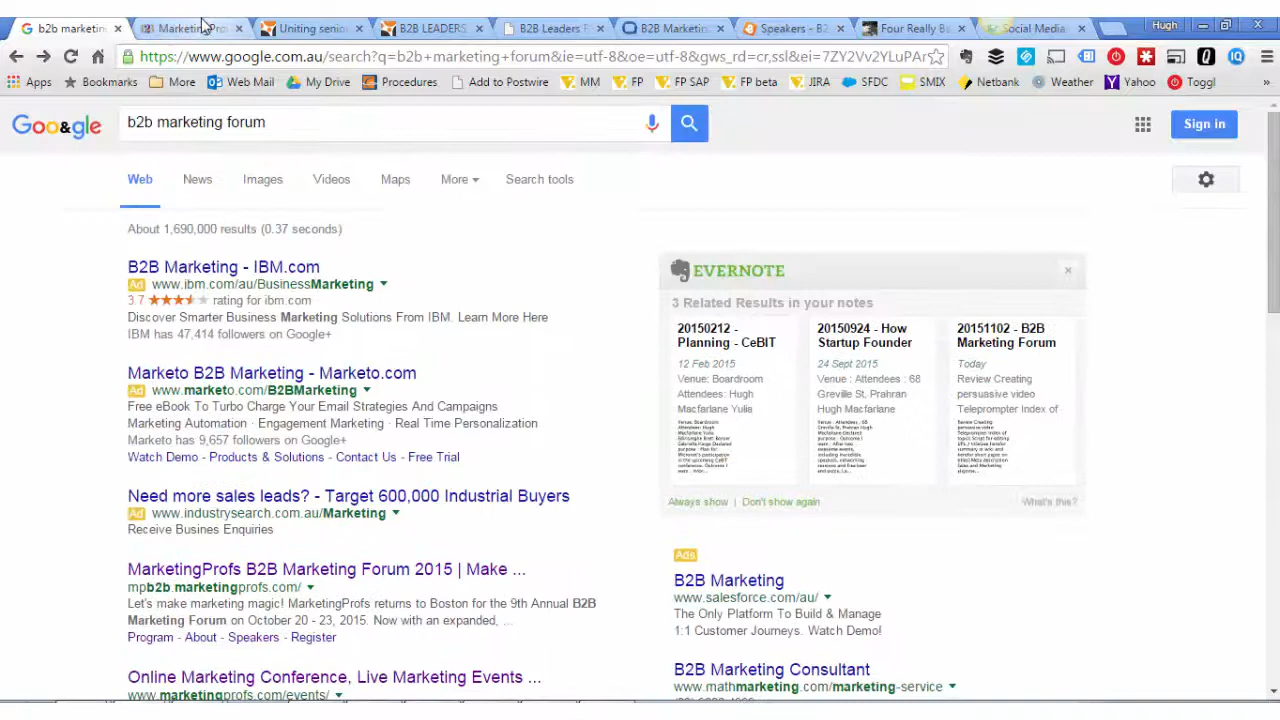 b2b marketin
Marketing Pro
Uniting senio
B2B LEADERS
B2B Leaders F
B2B Marketin
Speakers - B2
Four Really B
Social Media
Hugh
https://www.google.com.au/search?q=b2b+marketing+forum&ie=utf-8&oe=utf-8&gws_rd=cr,ssl&ei=7ZY2Vv2YLuPAr
Apps Bookmarks More Web Mail My Drive Procedures Add to Postwire MM FP FP SAP FP beta JIRA SFDC SMIX Netbank Weather Yahoo Toggl »
Goo&gle
b2b marketing forum
Sign in
Web News Images Videos Maps More Search tools
About 1,690,000 results (0.37 seconds)
B2B Marketing - IBM.com
Ad www.ibm.com/au/BusinessMarketing
3.7 rating for ibm.com
Discover Smarter Business Marketing Solutions From IBM. Learn More Here
IBM has 47,414 followers on Google+
Marketo B2B Marketing - Marketo.com
Ad www.marketo.com/B2BMarketing
Free eBook To Turbo Charge Your Email Strategies And Campaigns
Marketing Automation · Engagement Marketing · Real Time Personalization
Marketo has 9,657 followers on Google+
Watch Demo - Products & Solutions - Contact Us - Free Trial
Need more sales leads? - Target 600,000 Industrial Buyers
Ad www.industrysearch.com.au/Marketing
Receive Busines Enquiries
MarketingProfs B2B Marketing Forum 2015 | Make ...
mpb2b.marketingprofs.com/
Let's make marketing magic! MarketingProfs returns to Boston for the 9th Annual B2B
Marketing Forum on October 20 - 23, 2015. Now with an expanded, ...
Program - About - Speakers - Register
Online Marketing Conference, Live Marketing Events ...
www.marketingprofs.com/events/
EVERNOTE
3 Related Results in your notes
20150212 -
Planning - CeBIT
12 Feb 2015
Venue: Boardroom
Attendees: Hugh
Macfarlane Yulia
20150924 - How
Startup Founder
24 Sept 2015
Venue : Attendees : 68
Greville St, Prahran
Hugh Macfarlane
20151102 - B2B
Marketing Forum
Today
Review Creating
persuasive video
Teleprompter Index of
Always show | Don't show again
What's this?
Ads
B2B Marketing
www.salesforce.com/au/
The Only Platform To Build & Manage
1:1 Customer Journeys. Watch Demo!
B2B Marketing Consultant
www.mathmarketing.com/marketing-service